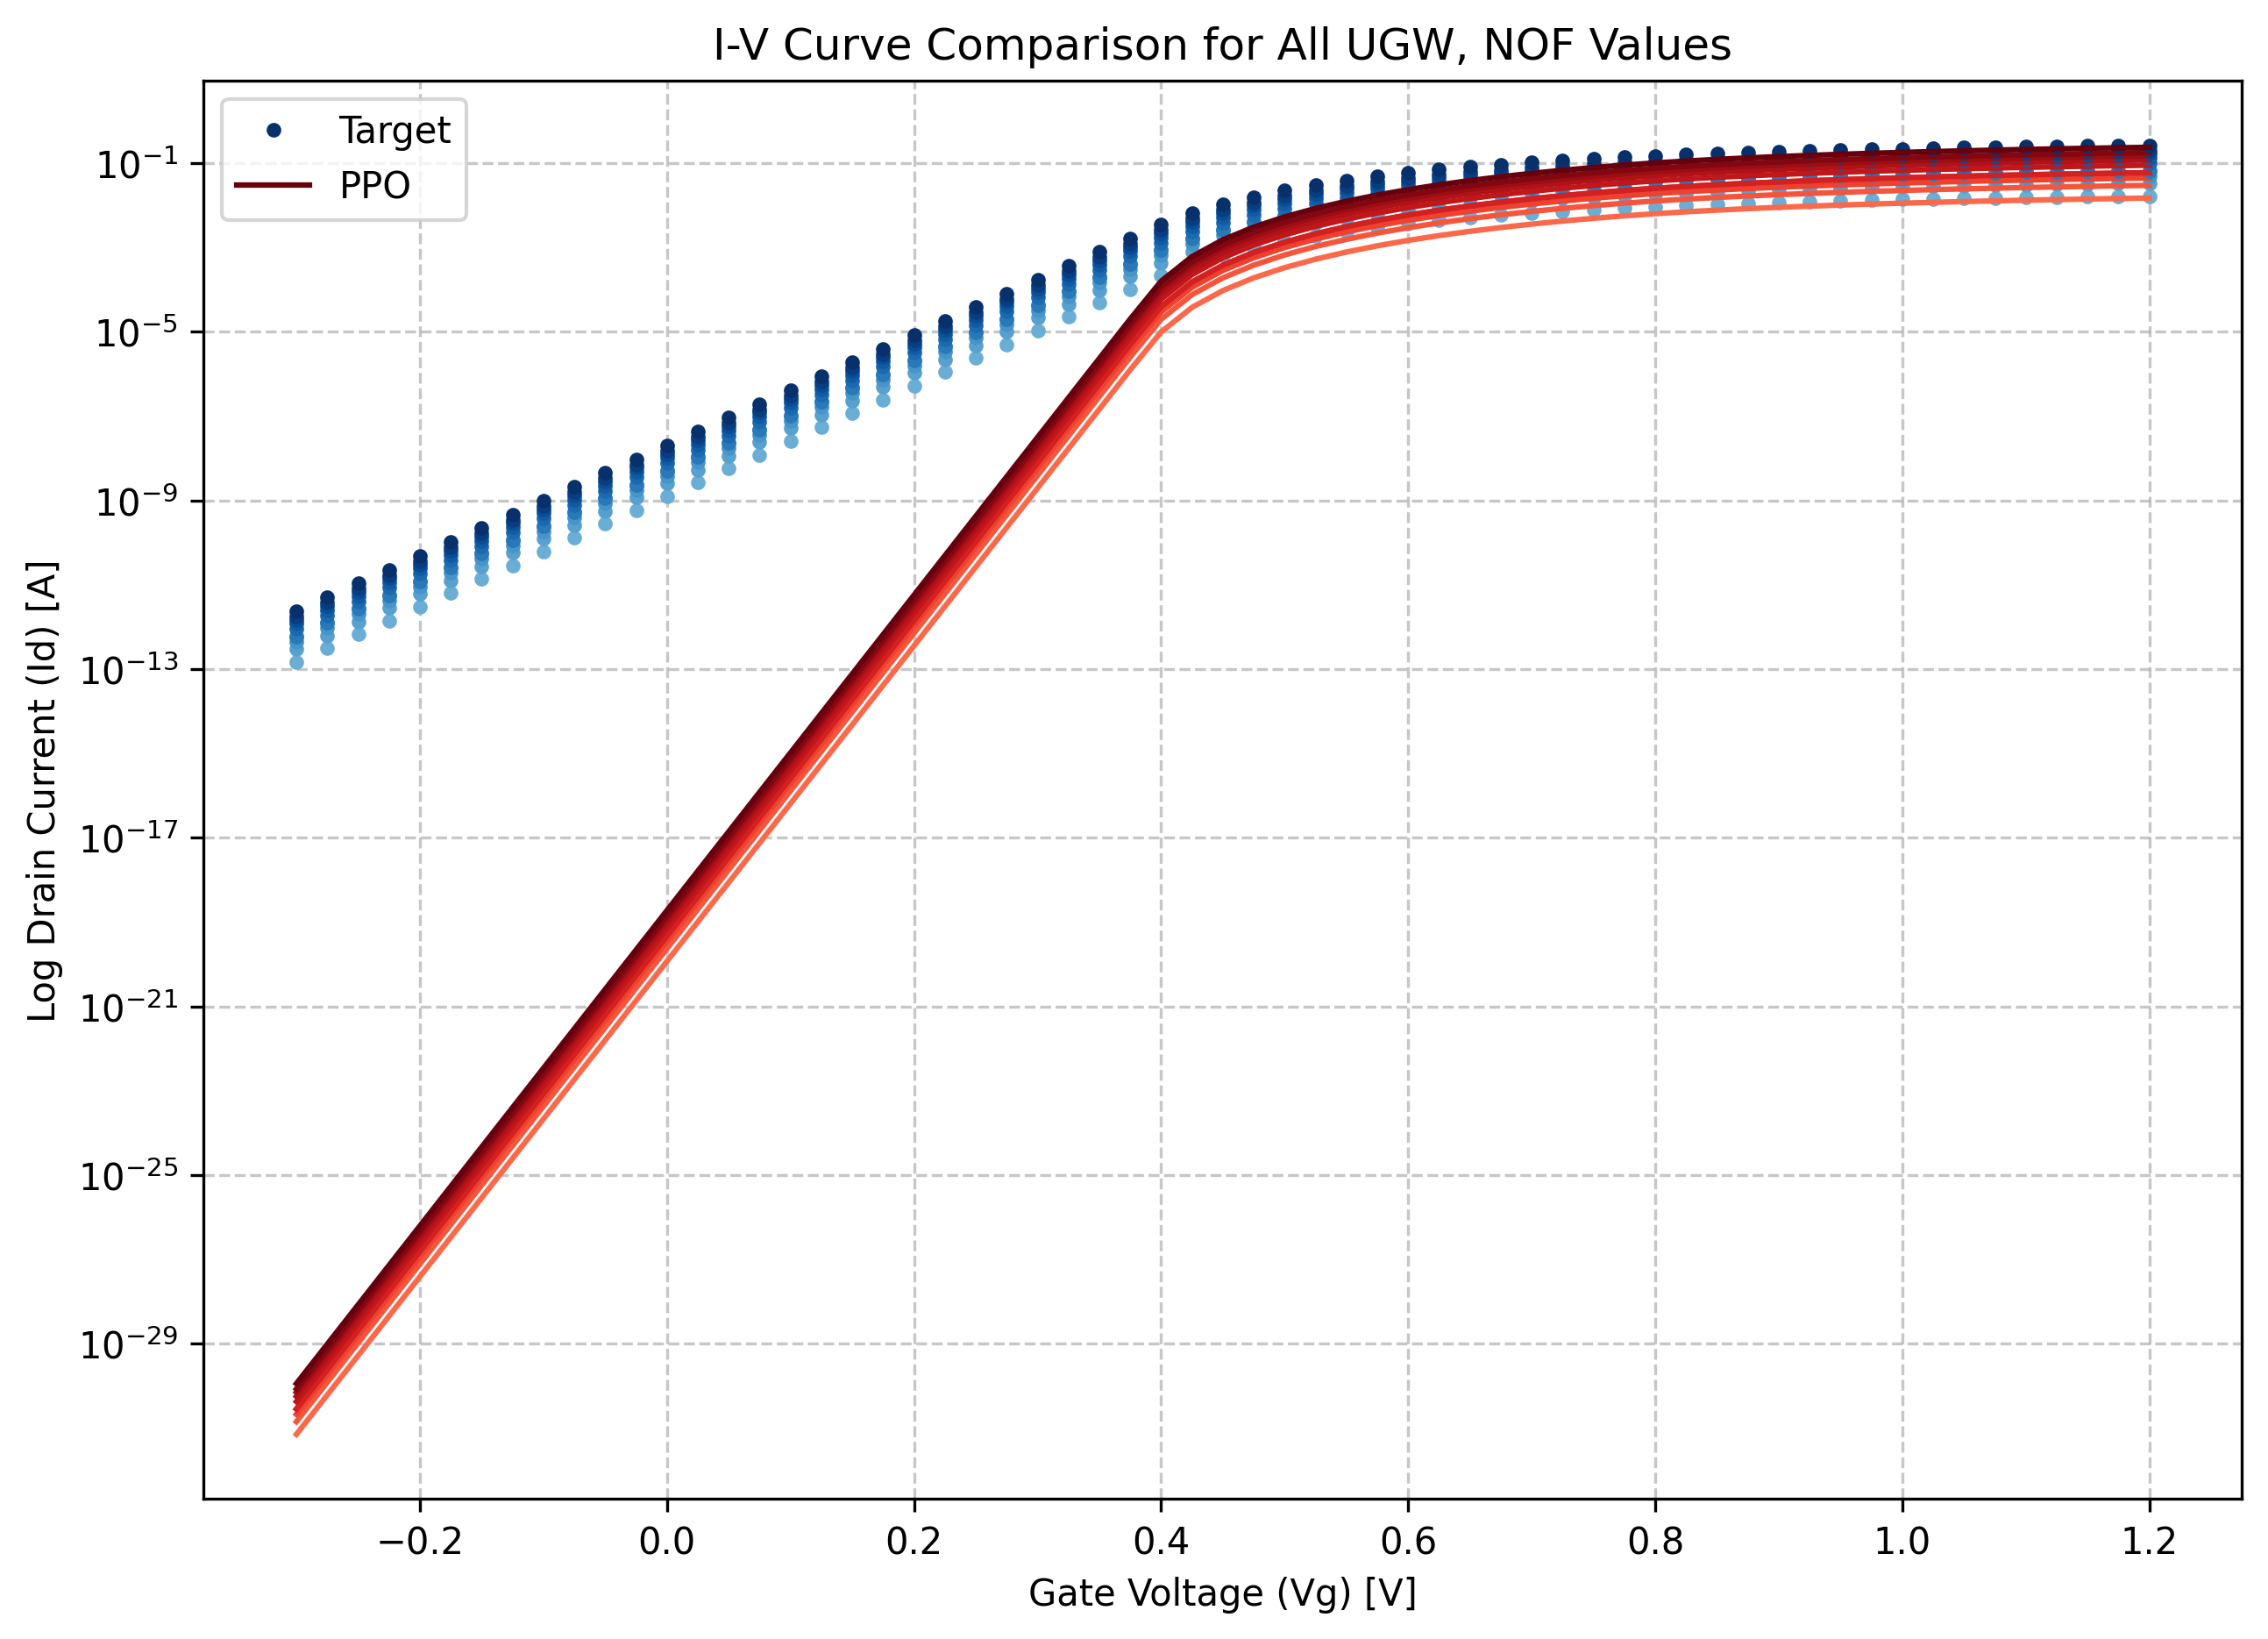 I-V Curve Comparison for All UGW, NOF Values
Target
PPO
Log Drain Current (Id) [A]
10⁻¹
10⁻⁵
10⁻⁹
10⁻¹³
10⁻¹⁷
10⁻²¹
10⁻²⁵
10⁻²⁹
−0.2 0.0 0.2 0.4 0.6 0.8 1.0 1.2
Gate Voltage (Vg) [V]